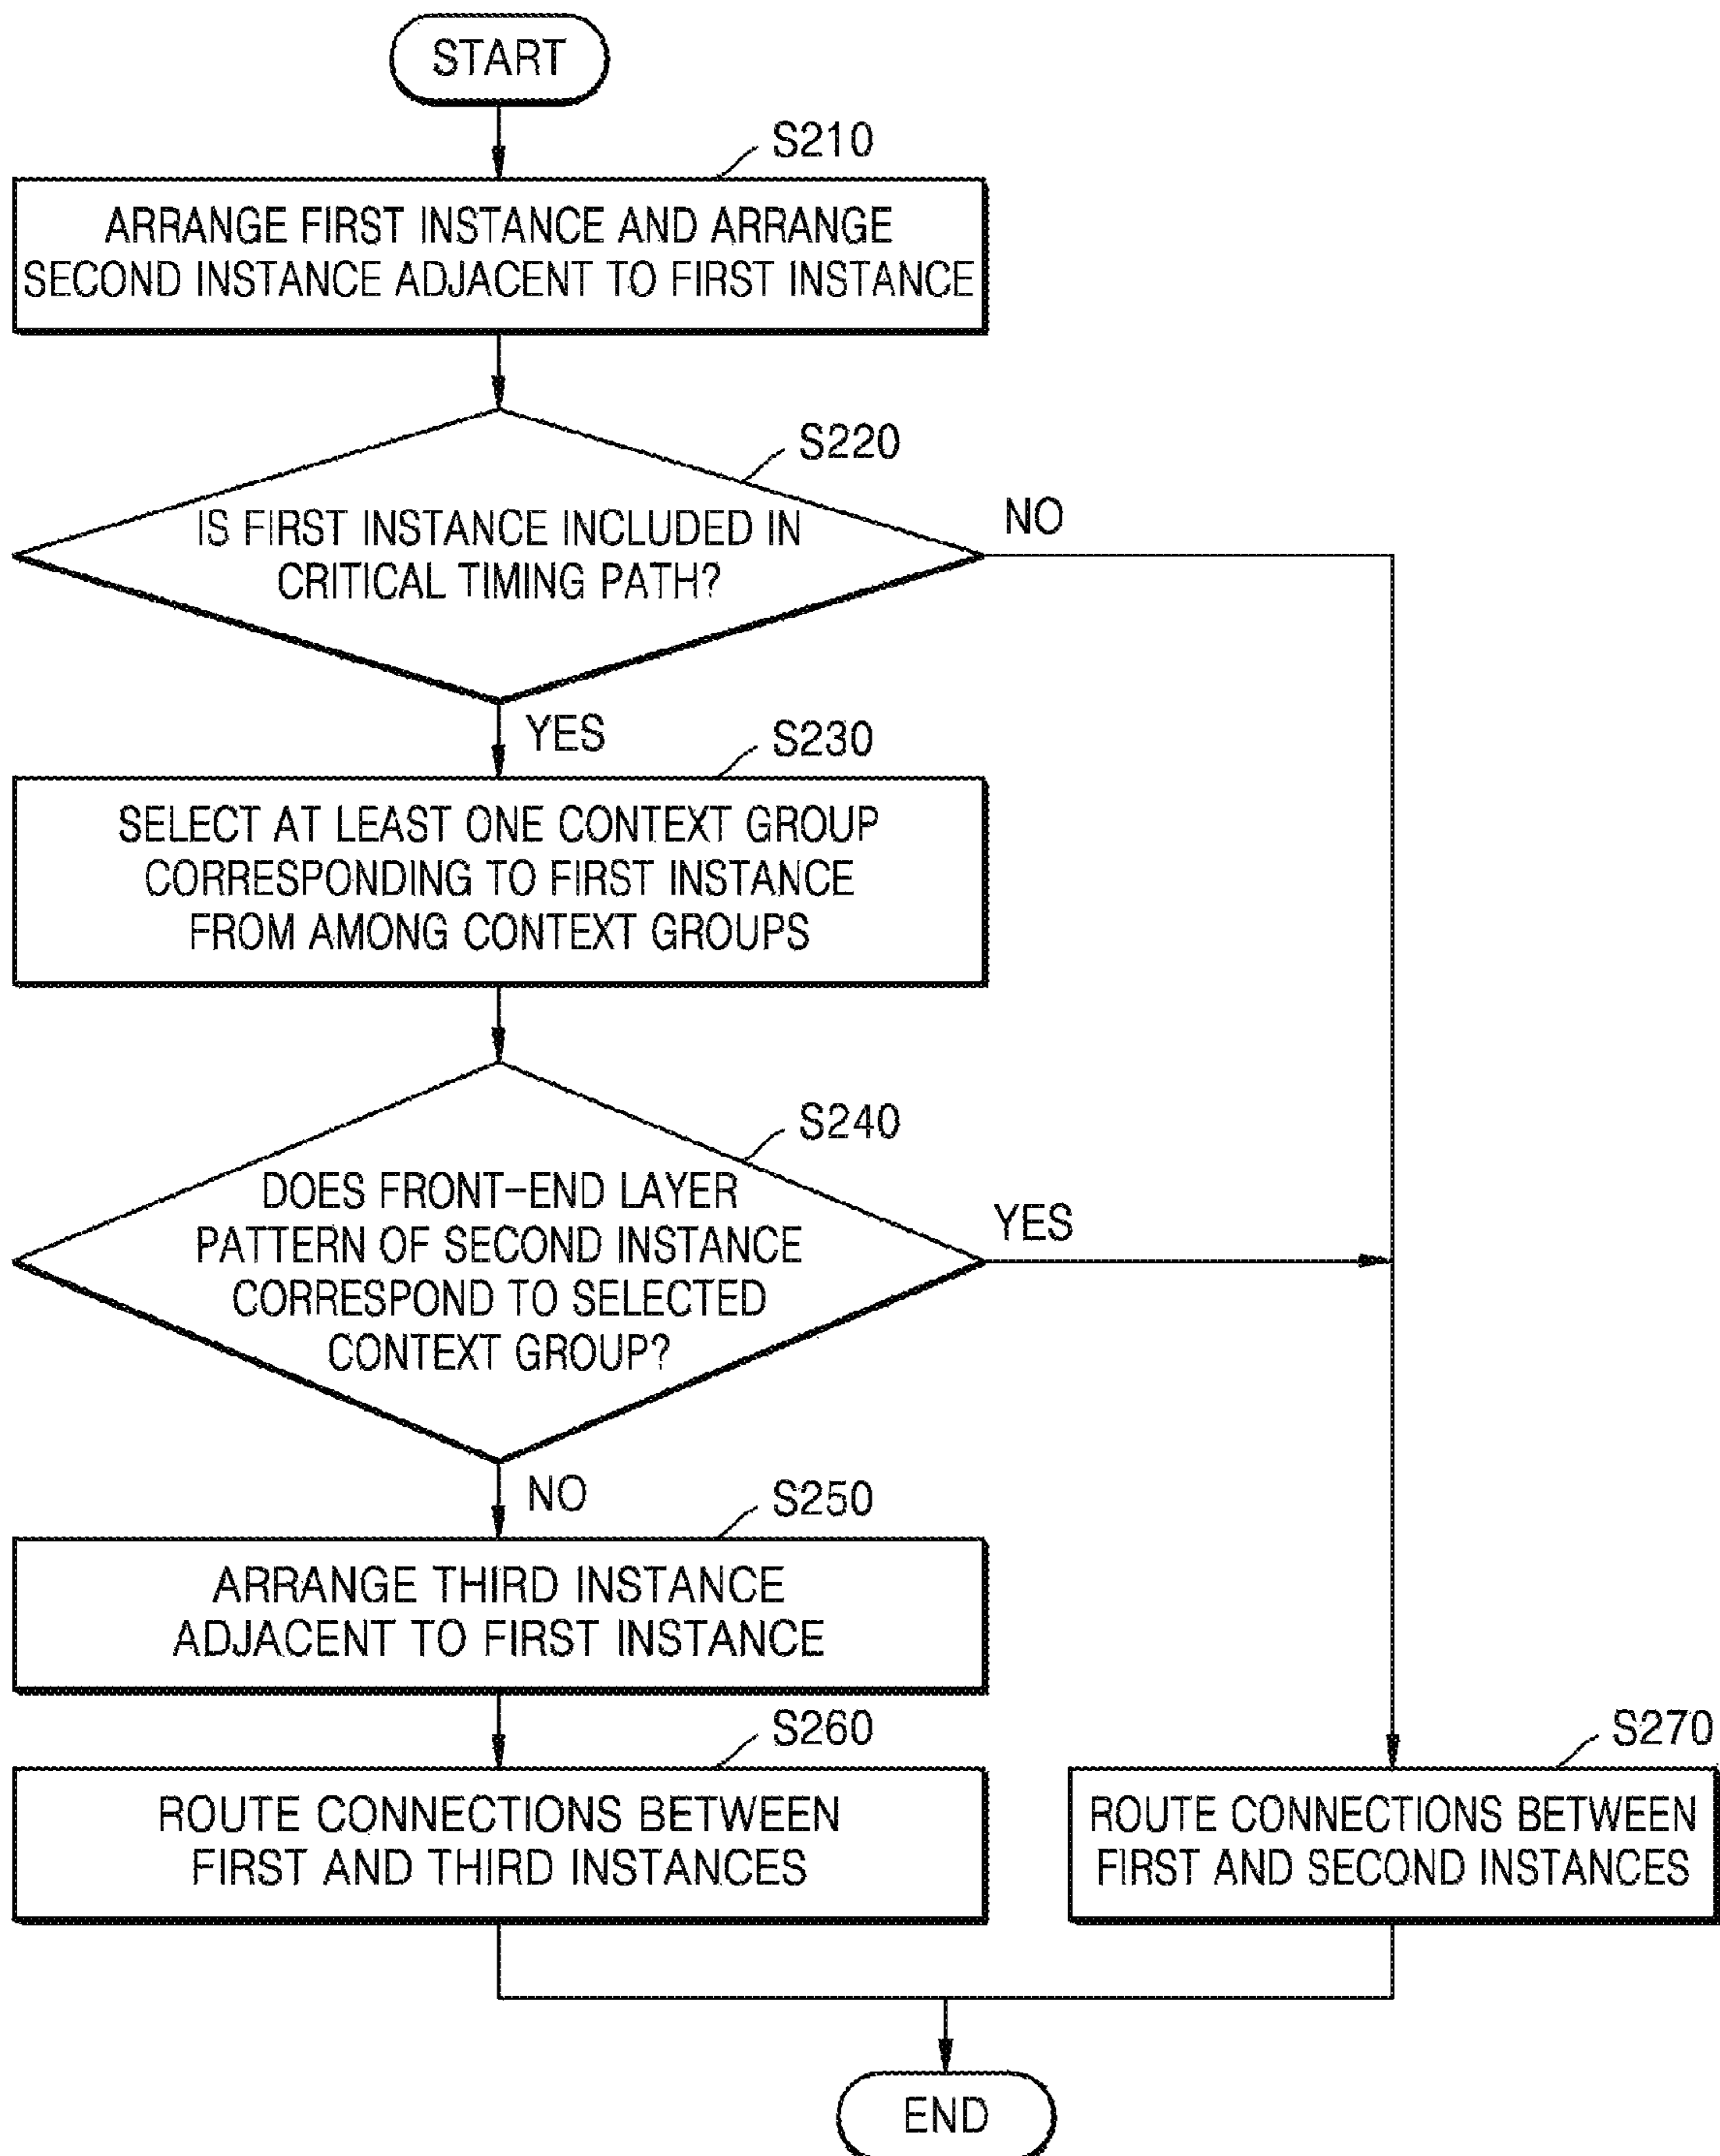 START
S210
ARRANGE FIRST INSTANCE AND ARRANGE
SECOND INSTANCE ADJACENT TO FIRST INSTANCE
S220
IS FIRST INSTANCE INCLUDED IN
CRITICAL TIMING PATH?
NO
YES
S230
SELECT AT LEAST ONE CONTEXT GROUP
CORRESPONDING TO FIRST INSTANCE
FROM AMONG CONTEXT GROUPS
S240
DOES FRONT-END LAYER
PATTERN OF SECOND INSTANCE
CORRESPOND TO SELECTED
CONTEXT GROUP?
YES
NO
S250
ARRANGE THIRD INSTANCE
ADJACENT TO FIRST INSTANCE
S260
ROUTE CONNECTIONS BETWEEN
FIRST AND THIRD INSTANCES
S270
ROUTE CONNECTIONS BETWEEN
FIRST AND SECOND INSTANCES
END